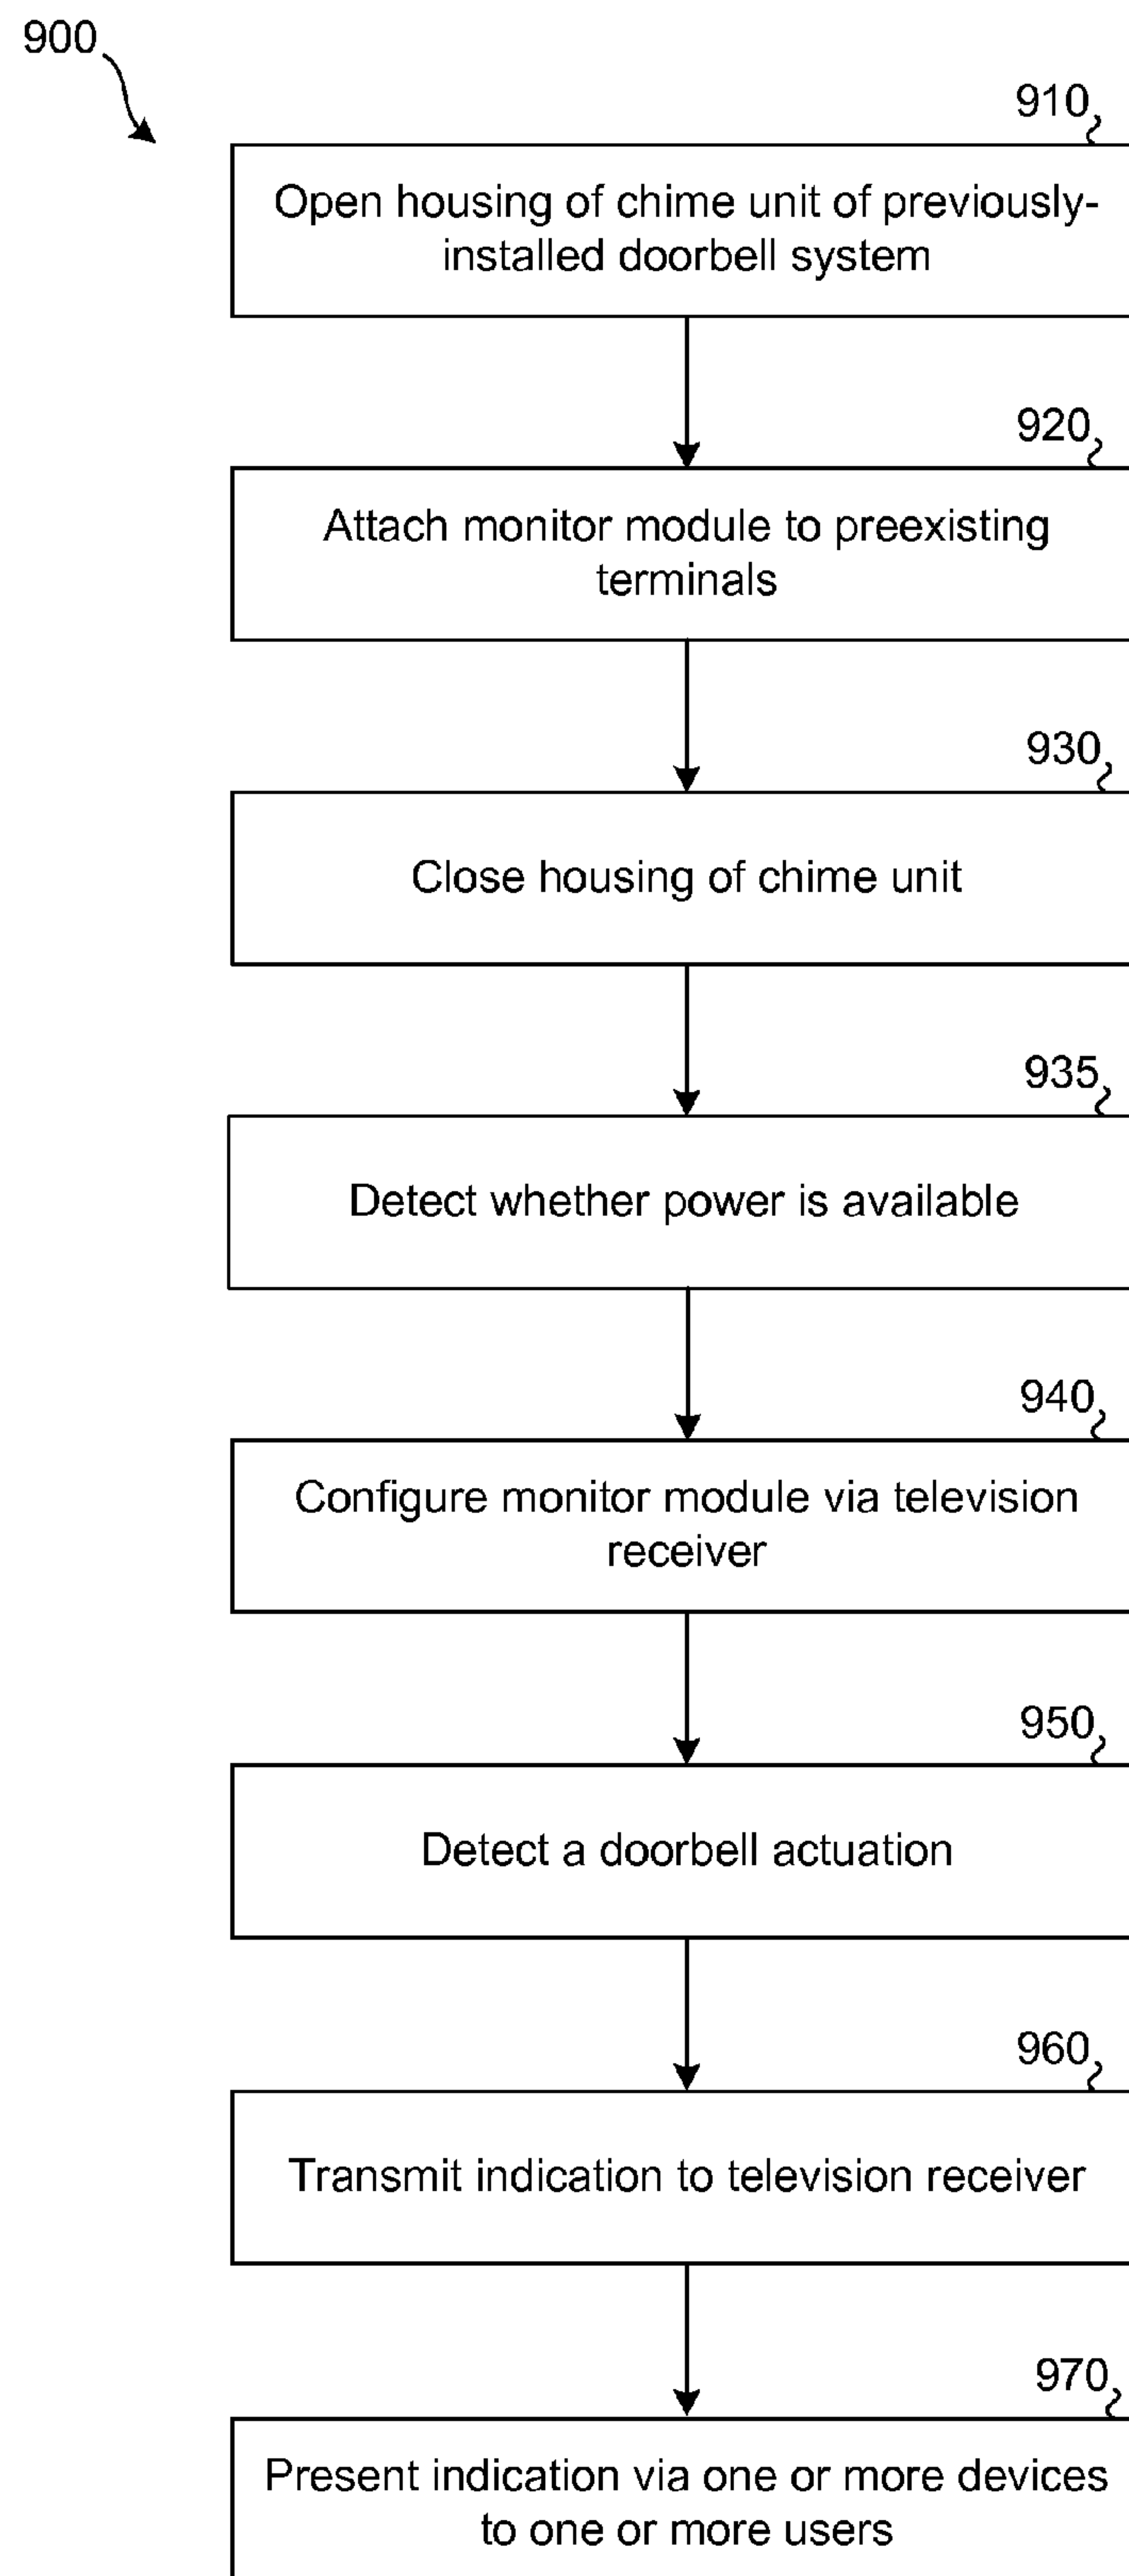 900
910
Open housing of chime unit of previously-
installed doorbell system
920
Attach monitor module to preexisting
terminals
930
Close housing of chime unit
935
Detect whether power is available
940
Configure monitor module via television
receiver
950
Detect a doorbell actuation
960
Transmit indication to television receiver
970
Present indication via one or more devices
to one or more users